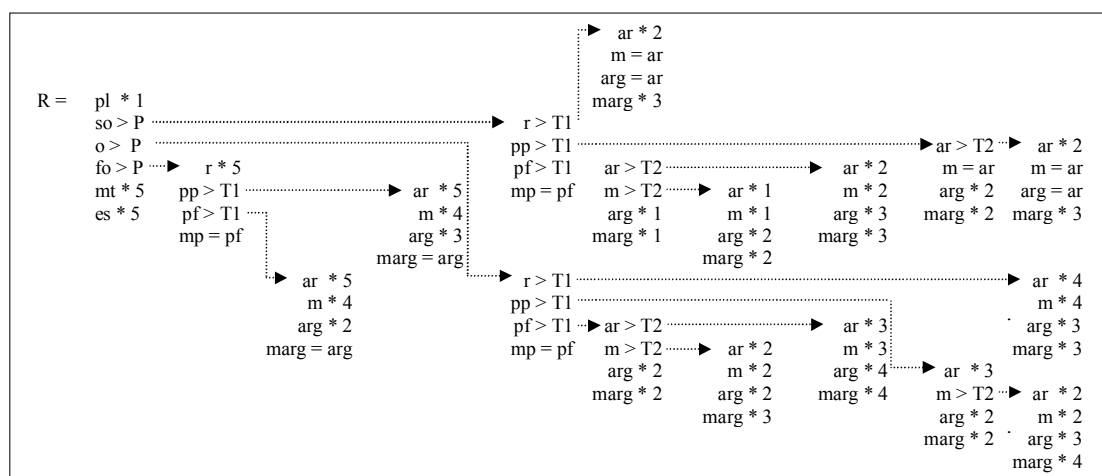 R = pl * 1
so > P
o > P
fo > P
mt * 5
es * 5
r * 5
pp > T1
pf > T1
mp = pf
ar * 5
m * 4
arg * 3
marg = arg
ar * 5
m * 4
arg * 2
marg = arg
r > T1
pp > T1
pf > T1
mp = pf
ar * 2
m = ar
arg = ar
marg * 3
ar > T2
m > T2
arg * 1
marg * 1
ar * 1
m * 1
arg * 2
marg * 2
ar * 2
m * 2
arg * 3
marg * 3
ar > T2
m = ar
arg * 2
marg * 2
ar * 2
m = ar
arg = ar
marg * 3
r > T1
pp > T1
pf > T1
mp = pf
ar > T2
m > T2
arg * 2
marg * 2
ar * 2
m * 2
arg * 2
marg * 3
ar * 3
m * 3
arg * 4
marg * 4
ar * 4
m * 4
arg * 3
marg * 3
ar * 3
m > T2
arg * 2
marg * 2
ar * 2
m * 2
arg * 3
marg * 4